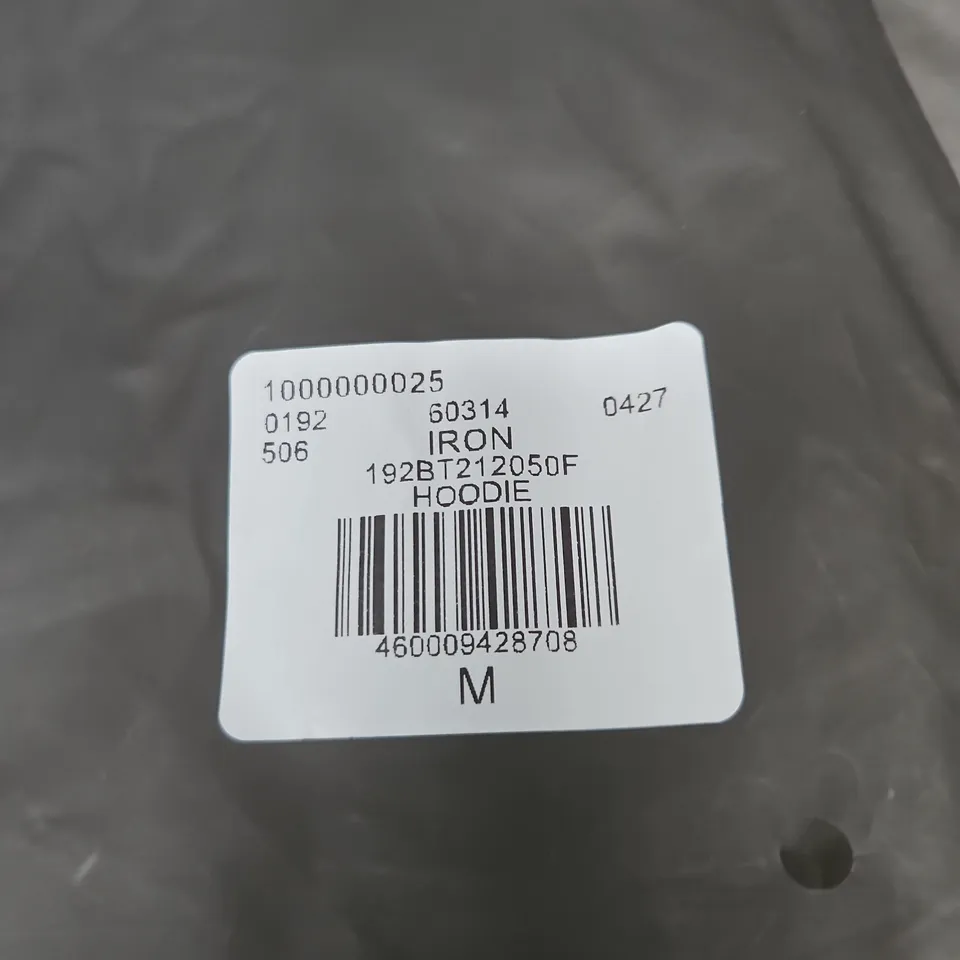 1000000025
0192 60314 0427
506 IRON
192BT212050F
HOODIE
460009428708
M